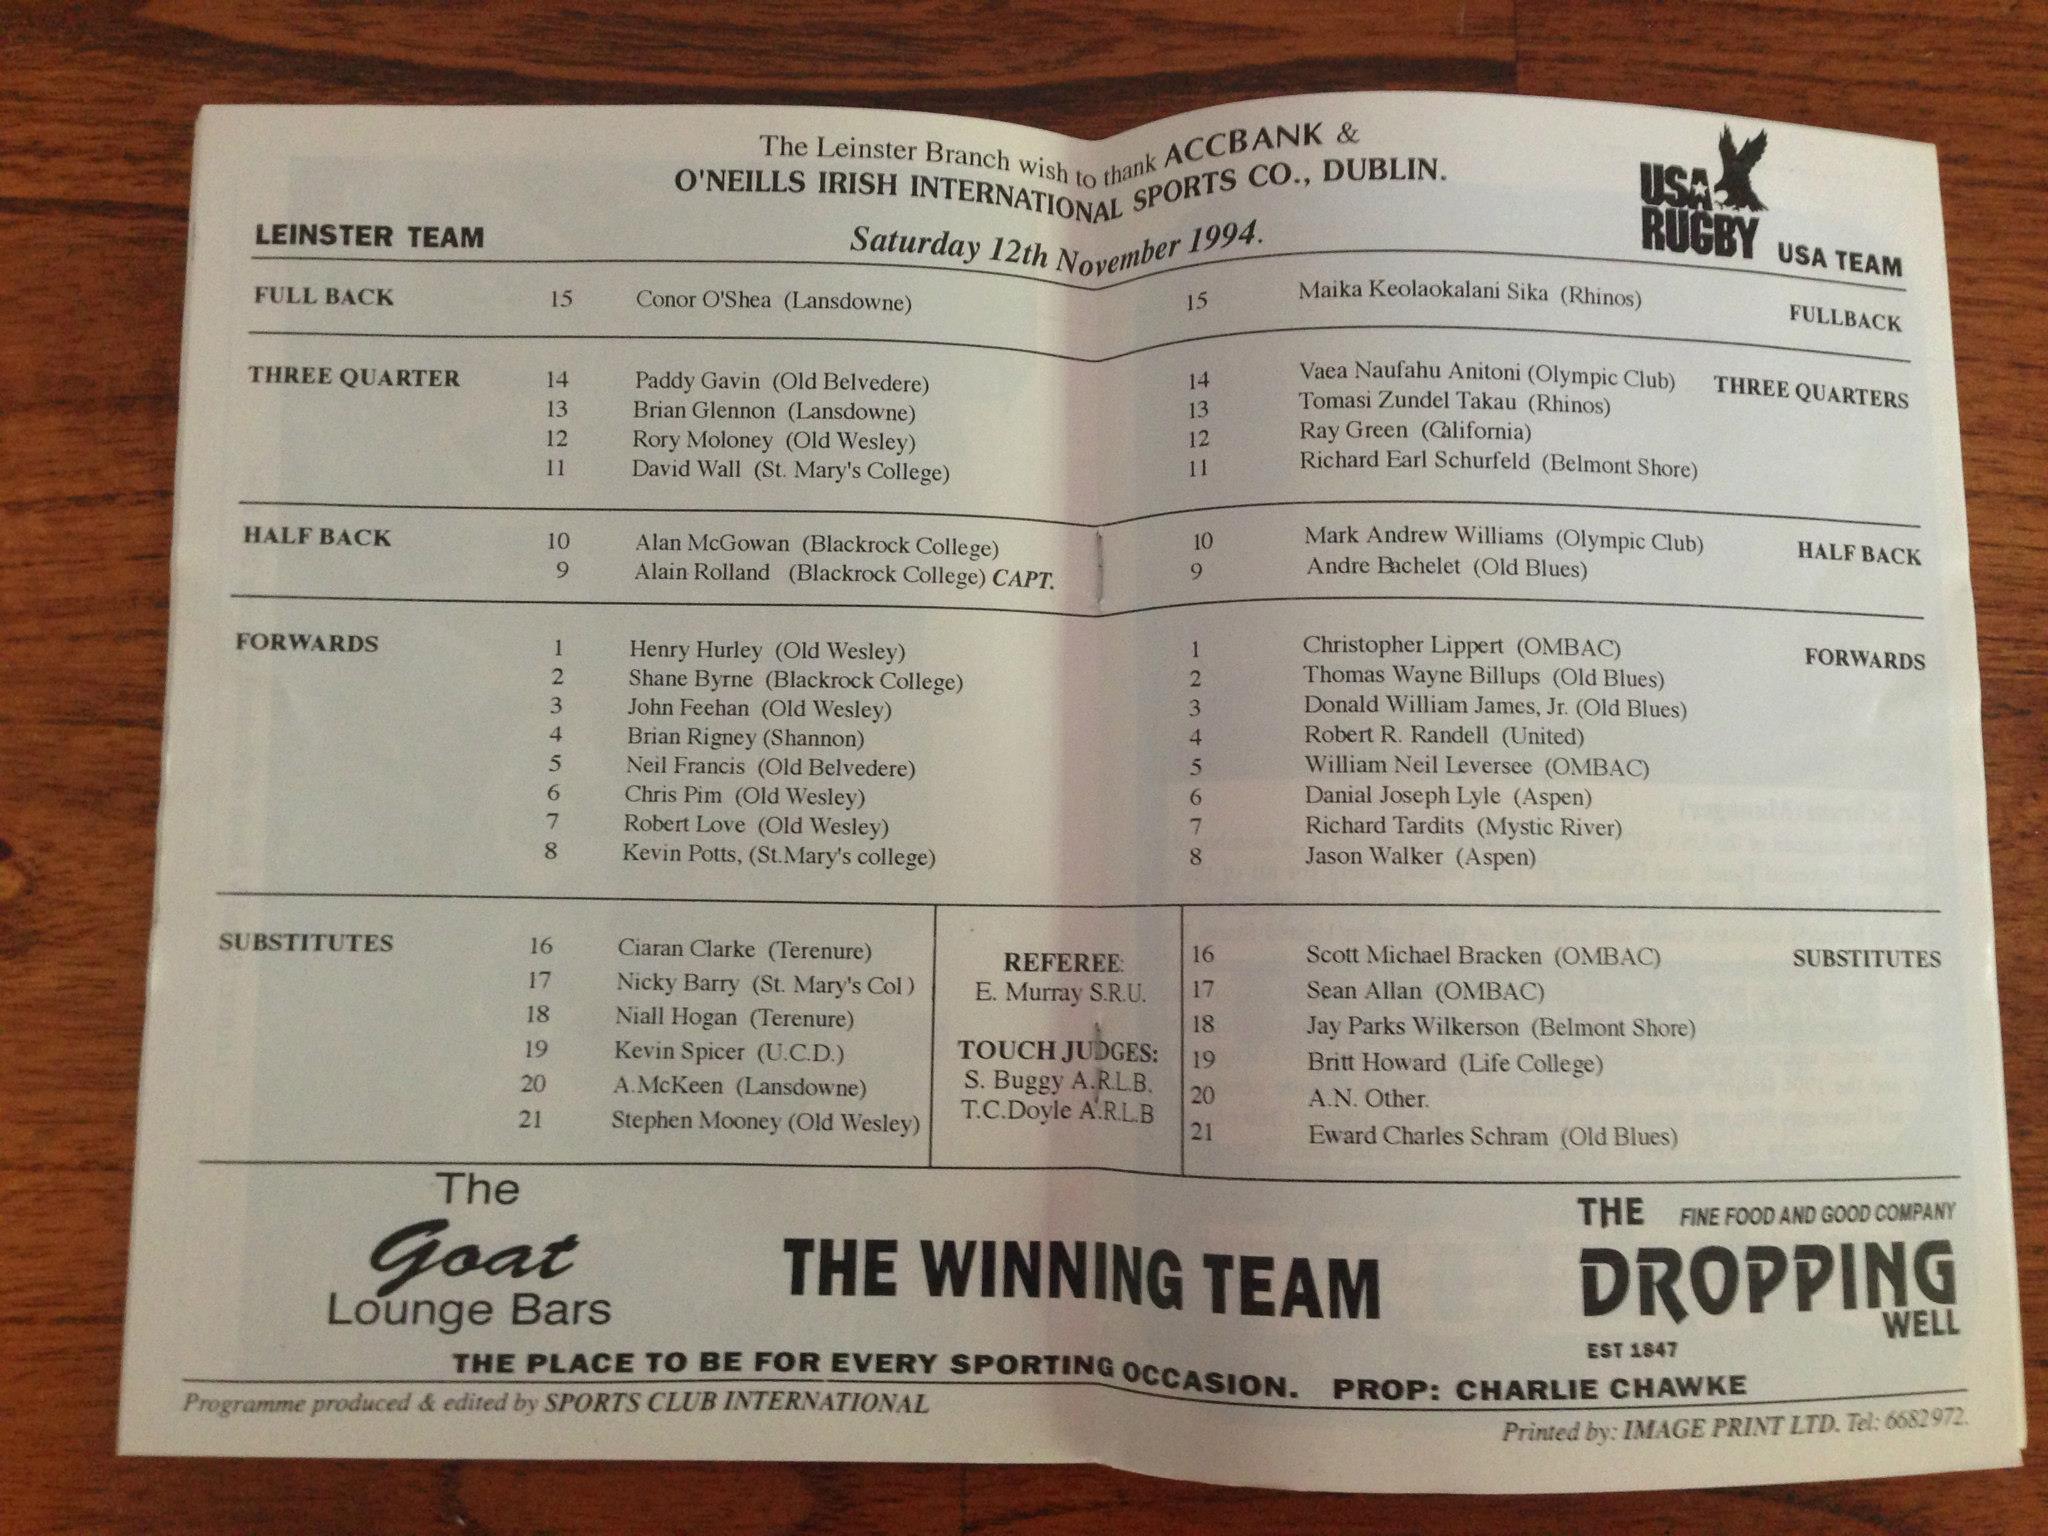 The Leinster Branch wish to thank ACCBANK &
O'NEILLS IRISH INTERNATIONAL SPORTS CO., DUBLIN.
Saturday 12th November 1994.
USA RUGBY
LEINSTER TEAM
USA TEAM
FULL BACK 15 Conor O'Shea (Lansdowne) 15 Maika Keolaokalani Sika (Rhinos) FULLBACK
THREE QUARTER 14 Paddy Gavin (Old Belvedere) 14 Vaea Naufahu Anitoni (Olympic Club) THREE QUARTERS
13 Brian Glennon (Lansdowne) 13 Tomasi Zundel Takau (Rhinos)
12 Rory Moloney (Old Wesley) 12 Ray Green (California)
11 David Wall (St. Mary's College) 11 Richard Earl Schurfeld (Belmont Shore)
HALF BACK 10 Alan McGowan (Blackrock College) 10 Mark Andrew Williams (Olympic Club) HALF BACK
9 Alain Rolland (Blackrock College) CAPT. 9 Andre Bachelet (Old Blues)
FORWARDS 1 Henry Hurley (Old Wesley) 1 Christopher Lippert (OMBAC) FORWARDS
2 Shane Byrne (Blackrock College) 2 Thomas Wayne Billups (Old Blues)
3 John Feehan (Old Wesley) 3 Donald William James, Jr. (Old Blues)
4 Brian Rigney (Shannon) 4 Robert R. Randell (United)
5 Neil Francis (Old Belvedere) 5 William Neil Leversee (OMBAC)
6 Chris Pim (Old Wesley) 6 Danial Joseph Lyle (Aspen)
7 Robert Love (Old Wesley) 7 Richard Tardits (Mystic River)
8 Kevin Potts, (St.Mary's college) 8 Jason Walker (Aspen)
SUBSTITUTES 16 Ciaran Clarke (Terenure) 16 Scott Michael Bracken (OMBAC) SUBSTITUTES
17 Nicky Barry (St. Mary's Col) 17 Sean Allan (OMBAC)
18 Niall Hogan (Terenure) 18 Jay Parks Wilkerson (Belmont Shore)
19 Kevin Spicer (U.C.D.) 19 Britt Howard (Life College)
20 A.McKeen (Lansdowne) 20 A.N. Other.
21 Stephen Mooney (Old Wesley) 21 Eward Charles Schram (Old Blues)
REFEREE:
E. Murray S.R.U.
TOUCH JUDGES:
S. Buggy A.R.L.B.
T.C.Doyle A.R.L.B
The
Goat
Lounge Bars
THE WINNING TEAM
THE FINE FOOD AND GOOD COMPANY
DROPPING
WELL
EST 1847
THE PLACE TO BE FOR EVERY SPORTING OCCASION. PROP: CHARLIE CHAWKE
Programme produced & edited by SPORTS CLUB INTERNATIONAL
Printed by: IMAGE PRINT LTD. Tel: 6682972.